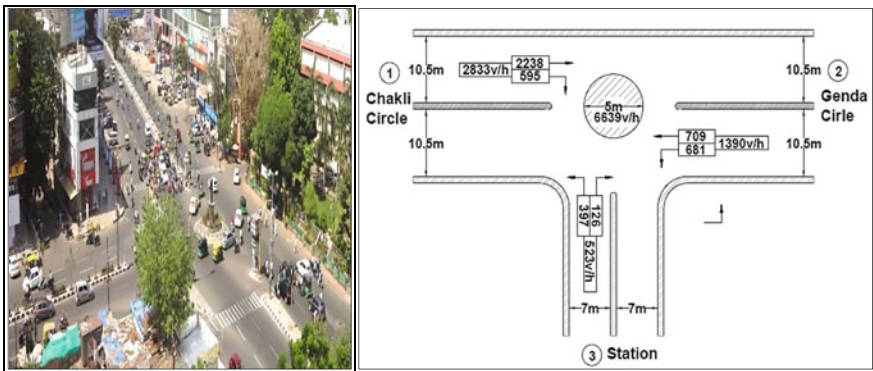 10.5m
2833v/h
2238
595
10.5m
1
Chakli
Circle
5m
6639v/h
2
Genda
Cirle
10.5m
709
681
1390v/h
10.5m
397
126
523v/h
7m
7m
3 Station